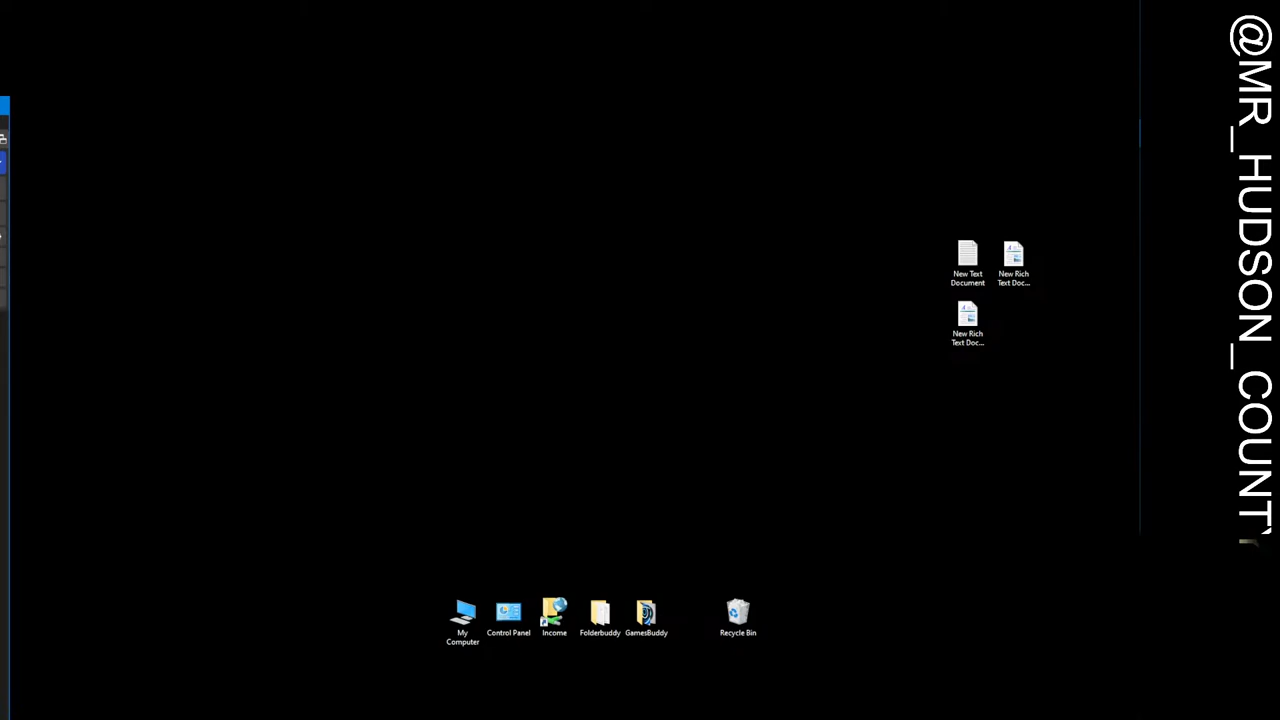 @MR_HUDSON_COUNTY
New Text
Document
New Rich
Text Doc...
New Rich
Text Doc...
My
Computer
Control Panel
Income
Folderbuddy
GamesBuddy
Recycle Bin